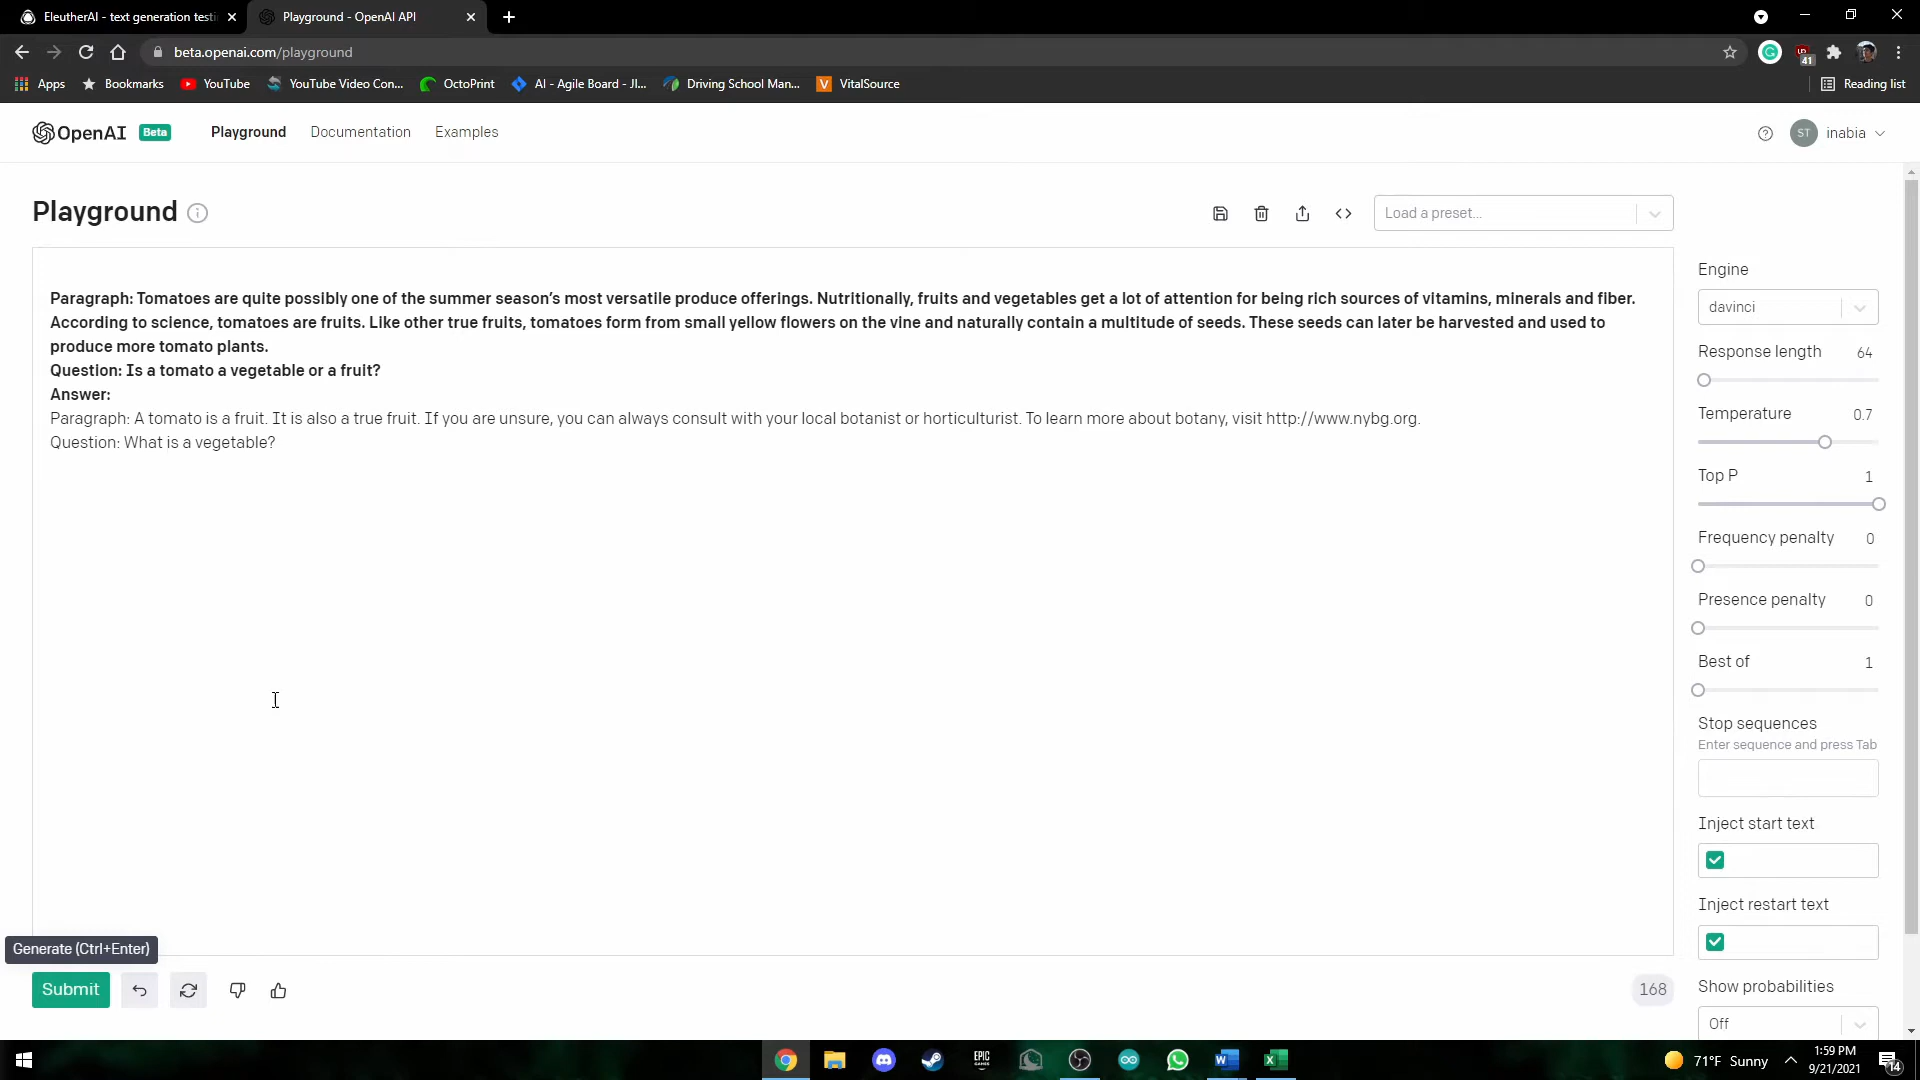 EleutherAI - text generation testi
Playground - OpenAI API
beta.openai.com/playground
41
Apps
Bookmarks
YouTube
YouTube Video Con...
OctoPrint
AI - Agile Board - JI...
Driving School Man...
V VitalSource
Reading list
OpenAI Beta
Playground
Documentation
Examples
ST inabia
Playground
Load a preset...
Paragraph: Tomatoes are quite possibly one of the summer season’s most versatile produce offerings. Nutritionally, fruits and vegetables get a lot of attention for being rich sources of vitamins, minerals and fiber.
According to science, tomatoes are fruits. Like other true fruits, tomatoes form from small yellow flowers on the vine and naturally contain a multitude of seeds. These seeds can later be harvested and used to
produce more tomato plants.
Question: Is a tomato a vegetable or a fruit?
Answer:
Paragraph: A tomato is a fruit. It is also a true fruit. If you are unsure, you can always consult with your local botanist or horticulturist. To learn more about botany, visit http://www.nybg.org.
Question: What is a vegetable?
Engine
davinci
Response length 64
Temperature 0.7
Top P 1
Frequency penalty 0
Presence penalty 0
Best of 1
Stop sequences
Enter sequence and press Tab
Inject start text
Inject restart text
Show probabilities
Off
Generate (Ctrl+Enter)
Submit
168
EPIC
GAMES
71°F Sunny
1:59 PM
9/21/2021
14